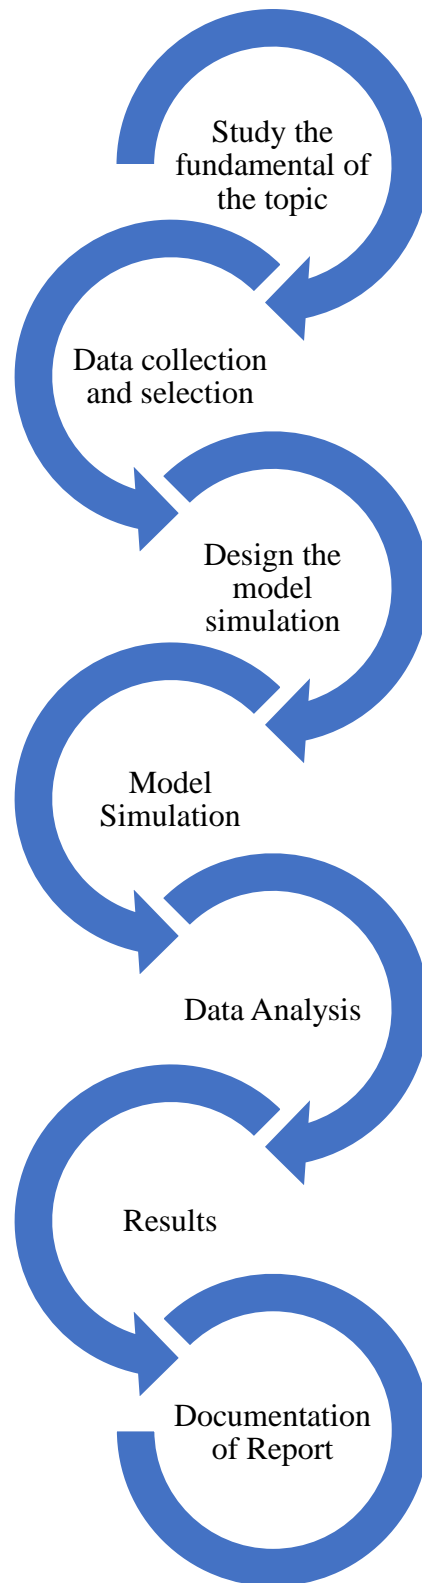 Study the
fundamental of
the topic
Data collection
and selection
Design the
model
simulation
Model
Simulation
Data Analysis
Results
Documentation
of Report